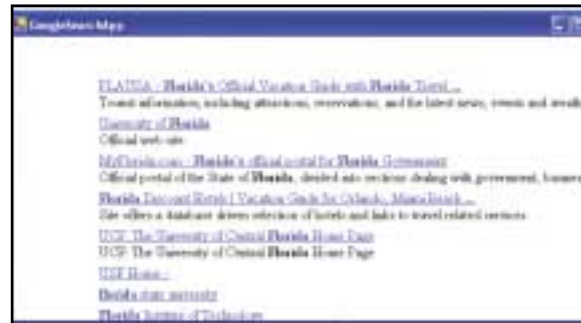 FLAUSA - Florida's Official Vacation Guide with Florida Travel ...
Tourist information, including attractions, reservations, and the latest news, events and weath
University of Florida
Official web site
MyFlorida.com - Florida's official portal for Florida Government
Official portal of the State of Florida, divided into sections dealing with government, busines
Florida Discount Hotels | Vacation Guide for Orlando, Miami Beach ...
Site offers a database driven selection of hotels and links to travel related services
UCF: The University of Central Florida Home Page
UCF: The University of Central Florida Home Page
USF Home -
florida state university
Florida Institute of Technology